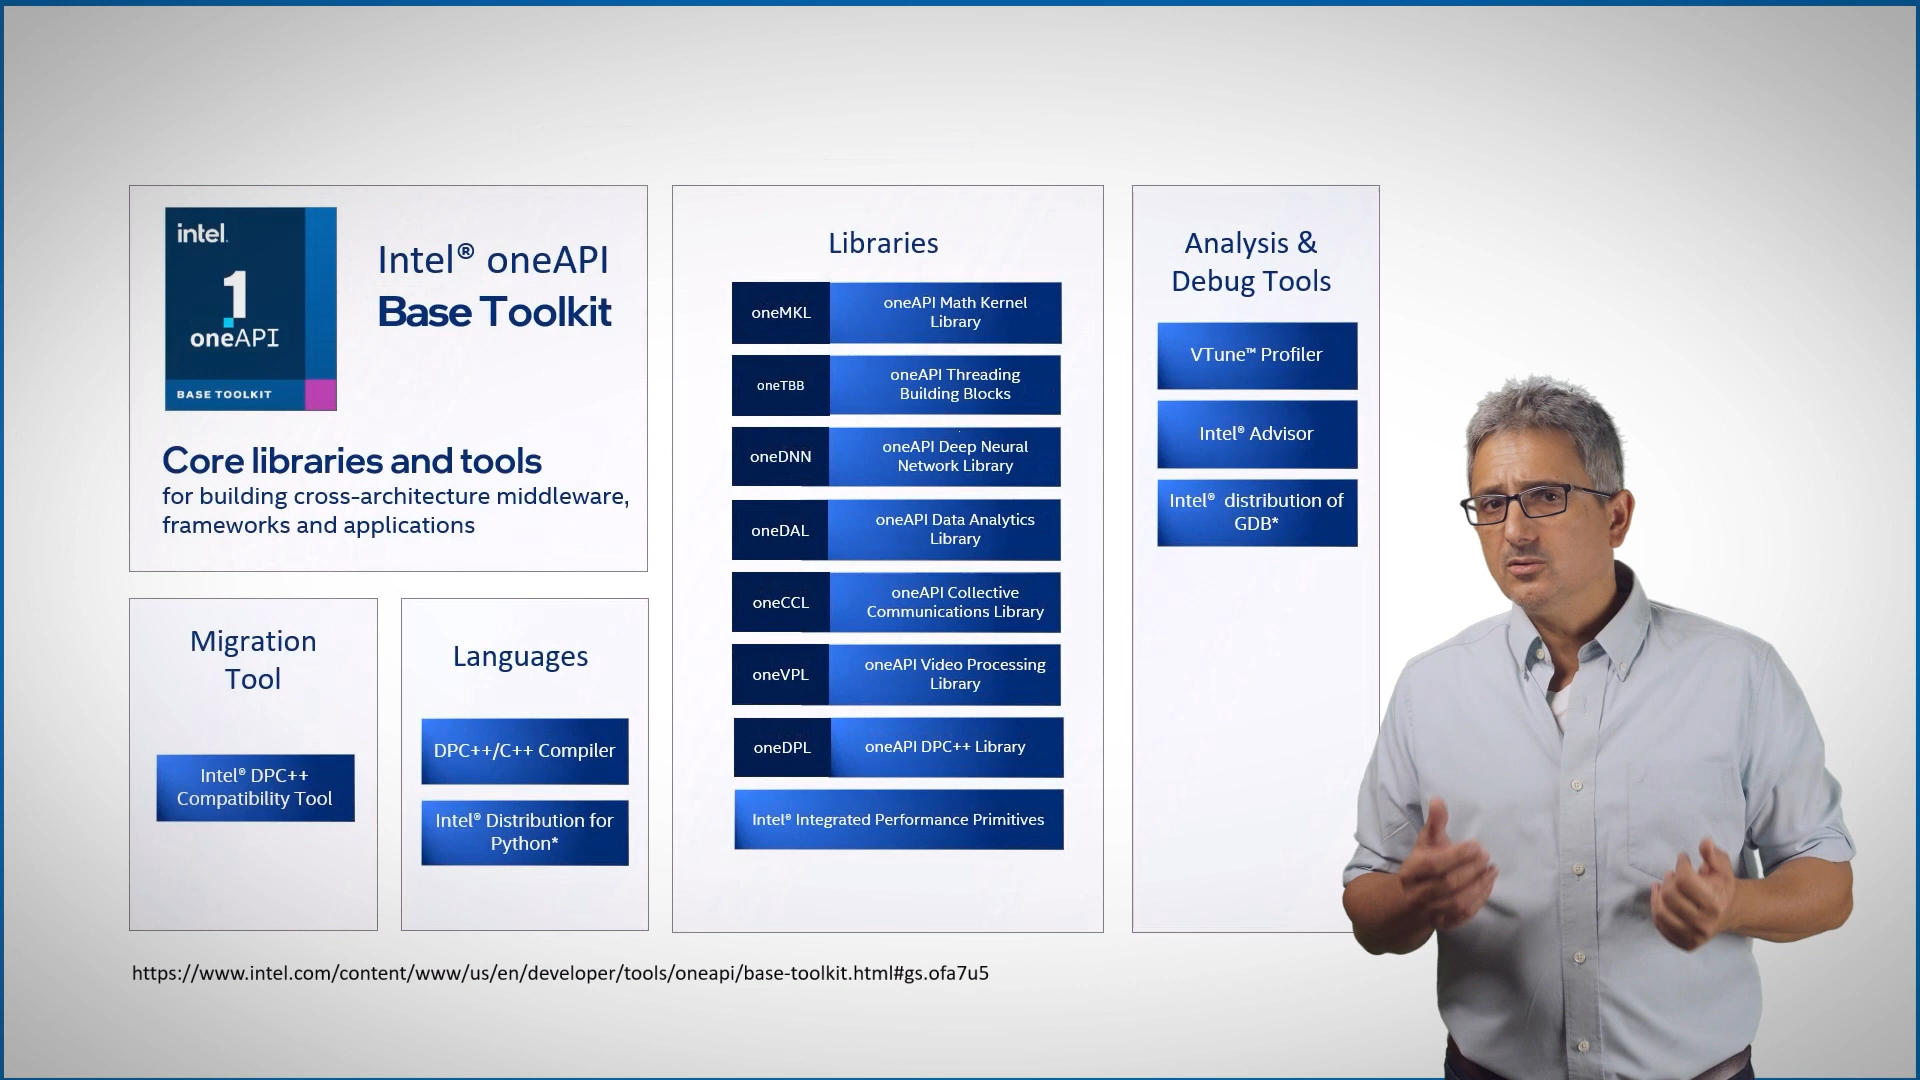 intel.
1
oneAPI
BASE TOOLKIT
Intel® oneAPI
Base Toolkit
Core libraries and tools
for building cross-architecture middleware,
frameworks and applications
Migration
Tool
Intel® DPC++
Compatibility Tool
Languages
DPC++/C++ Compiler
Intel® Distribution for
Python*
Libraries
oneMKL
oneAPI Math Kernel
Library
oneTBB
oneAPI Threading
Building Blocks
oneDNN
oneAPI Deep Neural
Network Library
oneDAL
oneAPI Data Analytics
Library
oneCCL
oneAPI Collective
Communications Library
oneVPL
oneAPI Video Processing
Library
oneDPL
oneAPI DPC++ Library
Intel® Integrated Performance Primitives
Analysis &
Debug Tools
VTune™ Profiler
Intel® Advisor
Intel® distribution of
GDB*
https://www.intel.com/content/www/us/en/developer/tools/oneapi/base-toolkit.html#gs.ofa7u5